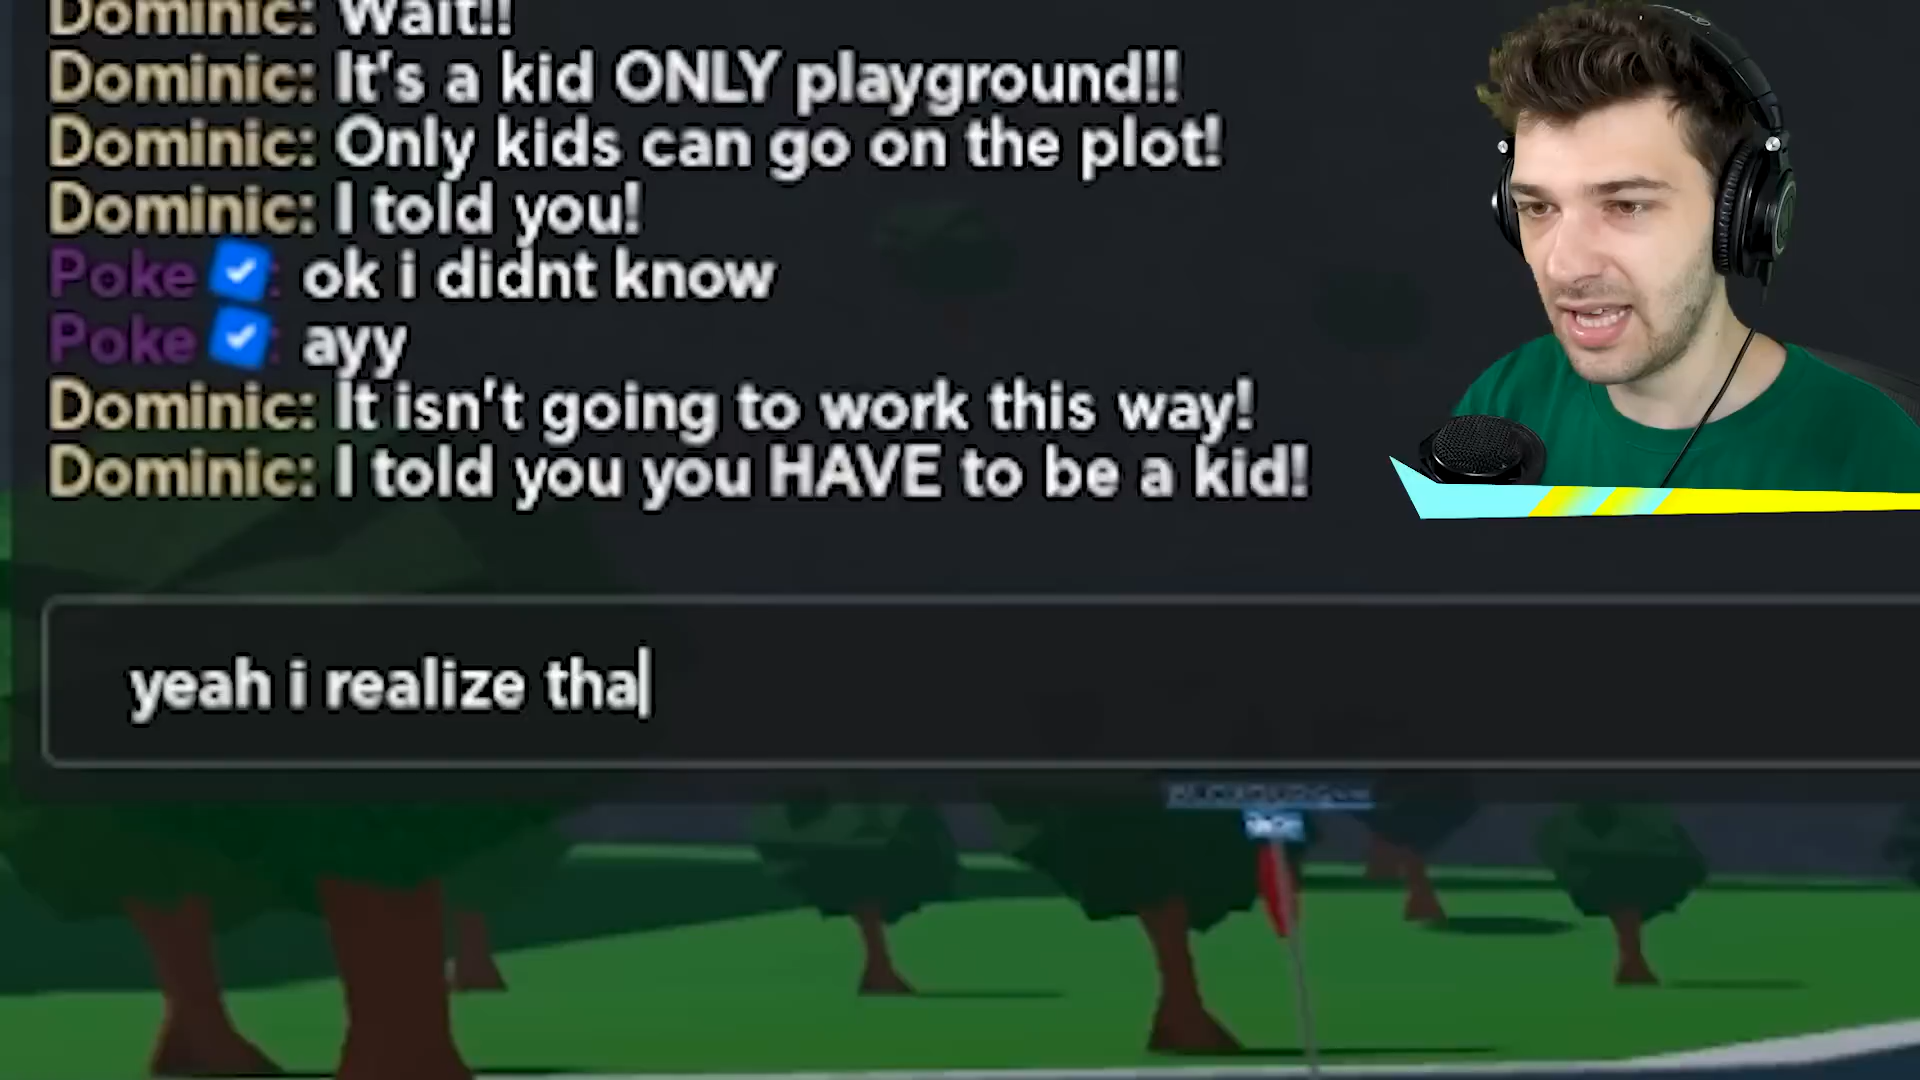 Dominic: Wait!!
Dominic: It's a kid ONLY playground!!
Dominic: Only kids can go on the plot!
Dominic: I told you!
Poke : ok i didnt know
Poke : ayy
Dominic: It isn't going to work this way!
Dominic: I told you you HAVE to be a kid!
yeah i realize tha